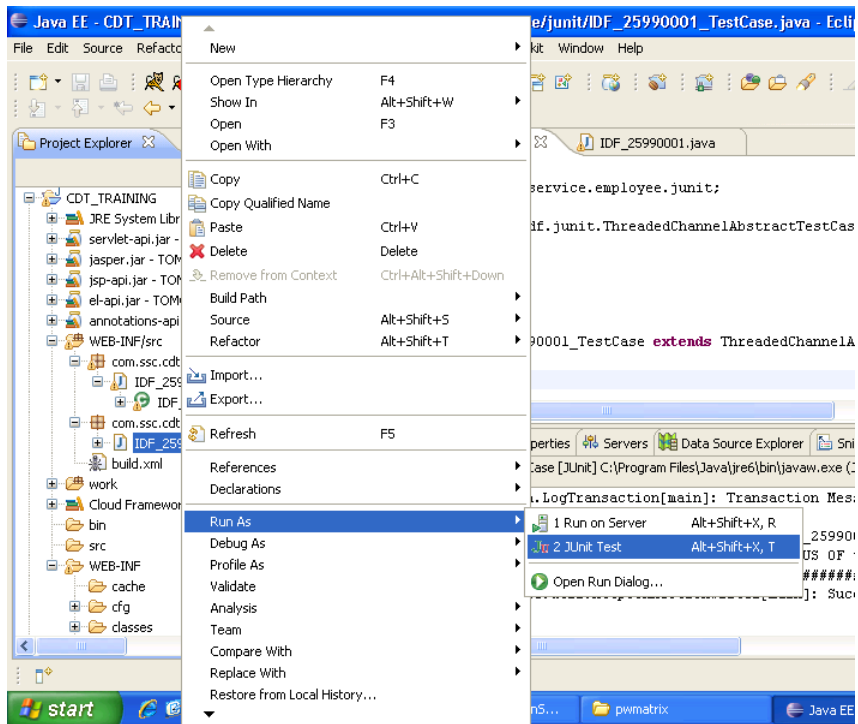 Java EE - CDT_TRAIN
e/junit/IDF_25990001_TestCase.java - Ecli
File Edit Source Refacto
kit Window Help
Project Explorer
IDF_25990001.java
CDT_TRAINING
JRE System Libr
servlet-api.jar -
jasper.jar - TOM
jsp-api.jar - TOM
el-api.jar - TOM
annotations-api
WEB-INF/src
com.ssc.cdt
IDF_259
IDF_
com.ssc.cdt
IDF_259
build.xml
work
Cloud Framewor
bin
src
WEB-INF
cache
cfg
classes
New
Open Type Hierarchy F4
Show In Alt+Shift+W
Open F3
Open With
Copy Ctrl+C
Copy Qualified Name
Paste Ctrl+V
Delete Delete
Remove from Context Ctrl+Alt+Shift+Down
Build Path
Source Alt+Shift+S
Refactor Alt+Shift+T
Import...
Export...
Refresh F5
References
Declarations
Run As
Debug As
Profile As
Validate
Analysis
Team
Compare With
Replace With
Restore from Local History...
1 Run on Server Alt+Shift+X, R
2 JUnit Test Alt+Shift+X, T
Open Run Dialog...
service.employee.junit;
df.junit.ThreadedChannelAbstractTestCas
90001_TestCase extends ThreadedChannelA
perties Servers Data Source Explorer Sni
Case [JUnit] C:\Program Files\Java\jre6\bin\javaw.exe (J
n.LogTransaction[main]: Transaction Mes
_25990
US OF
######
]: Suc
start
nS...
pwmatrix
Java EE